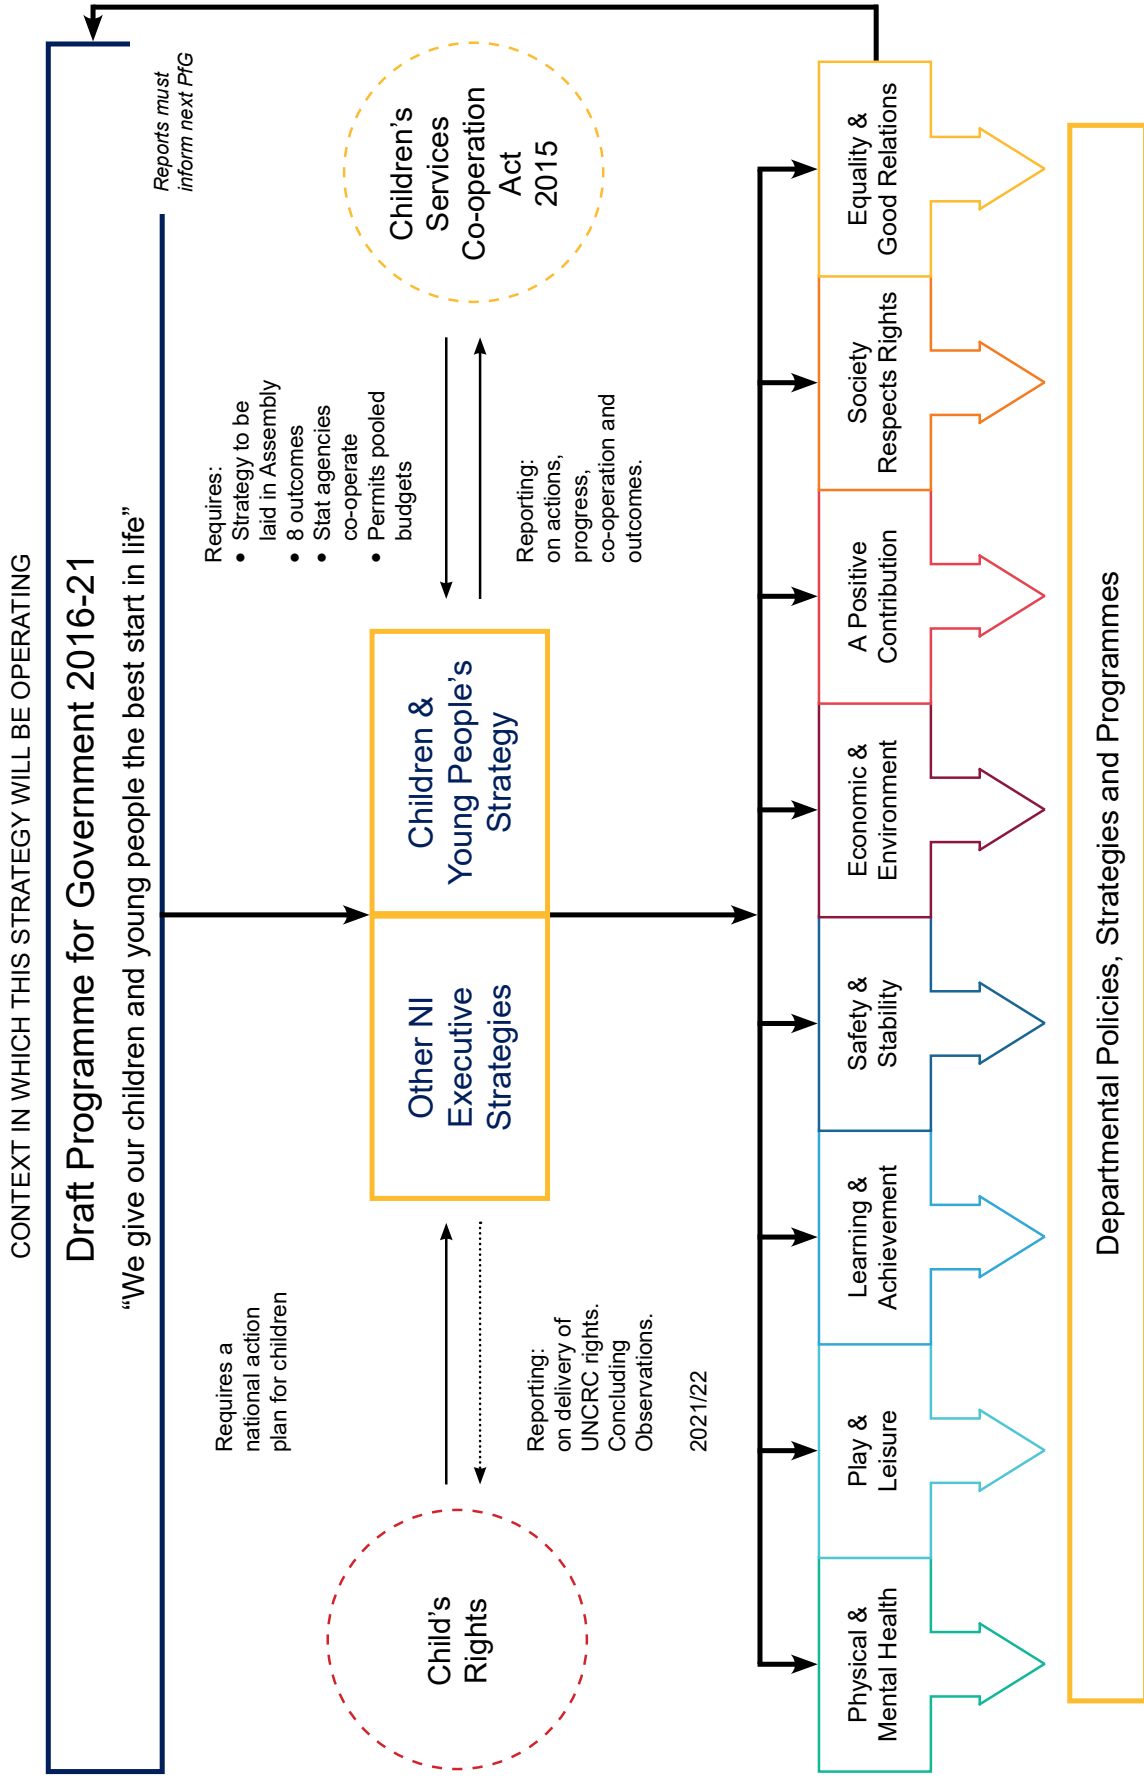 CONTEXT IN WHICH THIS STRATEGY WILL BE OPERATING
Draft Programme for Government 2016-21
“We give our children and young people the best start in life”
Reports must
inform next PfG
Requires a
national action
plan for children
Child's
Rights
Reporting:
on delivery of
UNCRC rights.
Concluding
Observations.
2021/22
Other NI
Executive
Strategies
Children &
Young People's
Strategy
Requires:
• Strategy to be
laid in Assembly
• 8 outcomes
• Stat agencies
co-operate
• Permits pooled
budgets
Reporting:
on actions,
progress,
co-operation and
outcomes.
Children’s
Services
Co-operation
Act
2015
Physical &
Mental Health
Play &
Leisure
Learning &
Achievement
Safety &
Stability
Economic &
Environment
A Positive
Contribution
Society
Respects Rights
Equality &
Good Relations
Departmental Policies, Strategies and Programmes